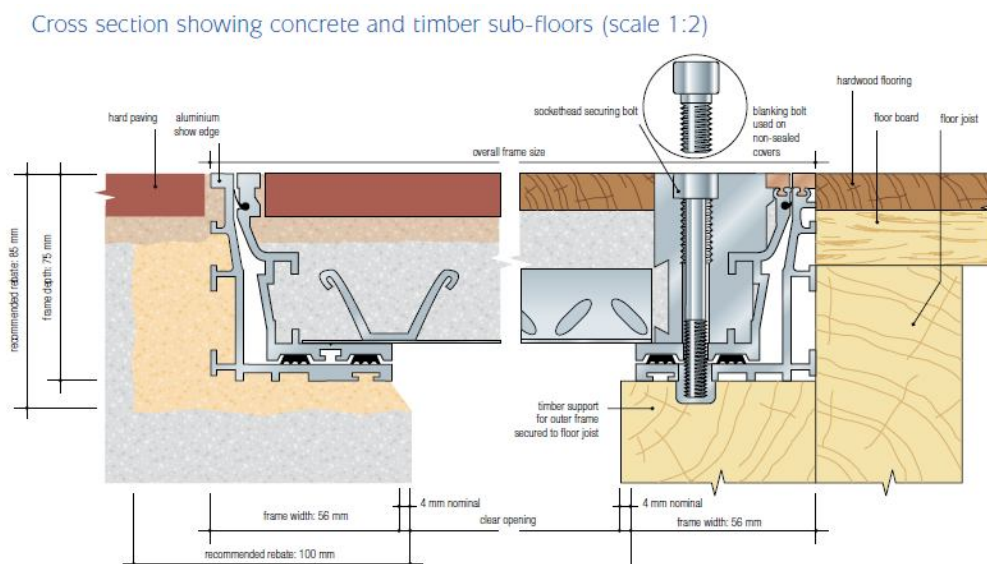 Cross section showing concrete and timber sub-floors (scale 1:2)
hard paving
aluminium
show edge
sockethead securing bolt
blanking bolt
used on
non-sealed
covers
hardwood flooring
floor board
floor joist
overall frame size
recommended rebate: 85 mm
frame depth: 75 mm
timber support
for outer frame
secured to floor joist
4 mm nominal
4 mm nominal
frame width: 56 mm
clear opening
frame width: 56 mm
recommended rebate: 100 mm